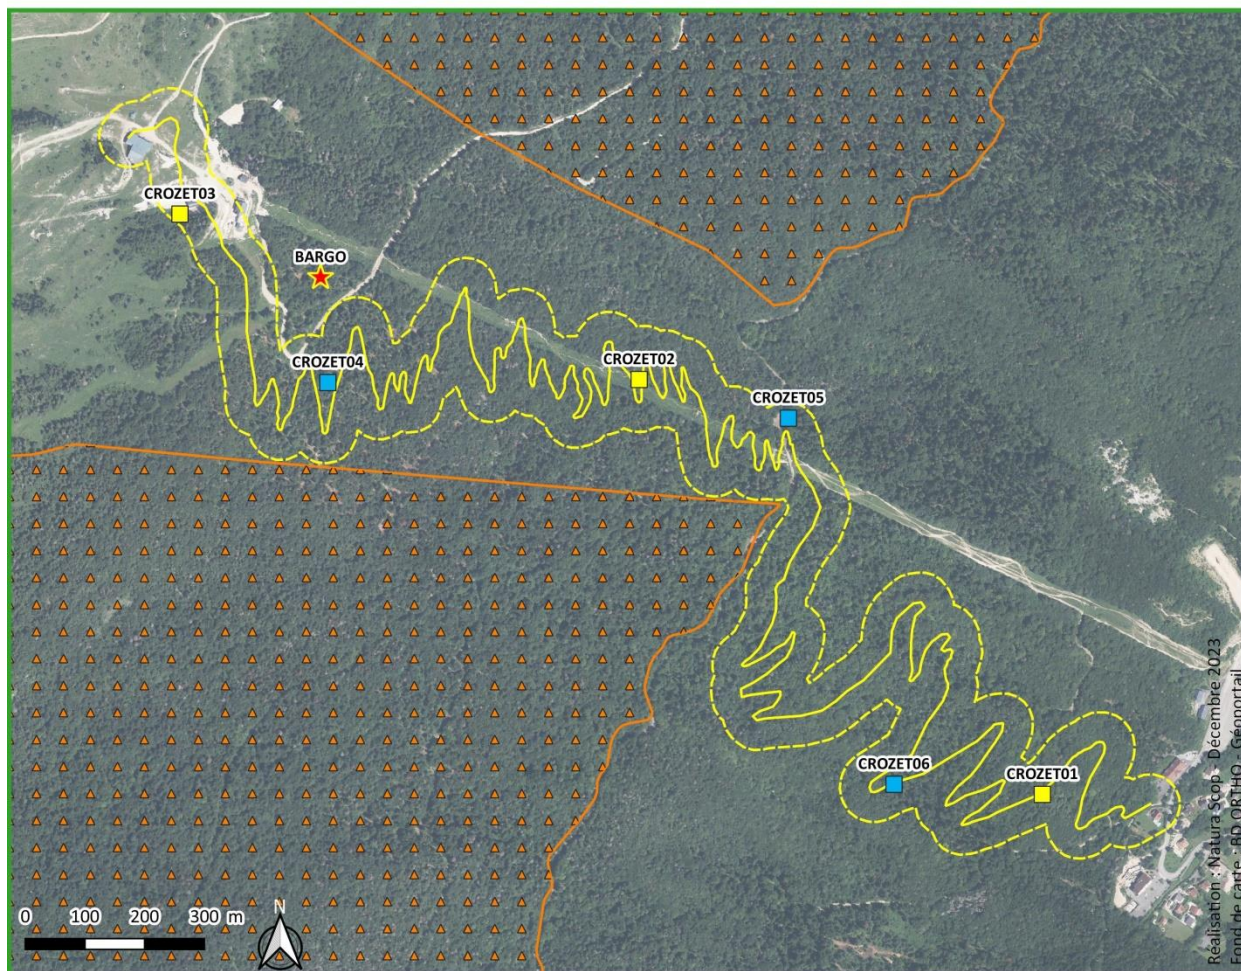 CROZET03
BARGO
CROZET04
CROZET02
CROZET05
CROZET06
CROZET01
0 100 200 300 m
N
Réalisation : Natura Scop - Décembre 2023
Fond de carte : BD ORTHO - Géoportail